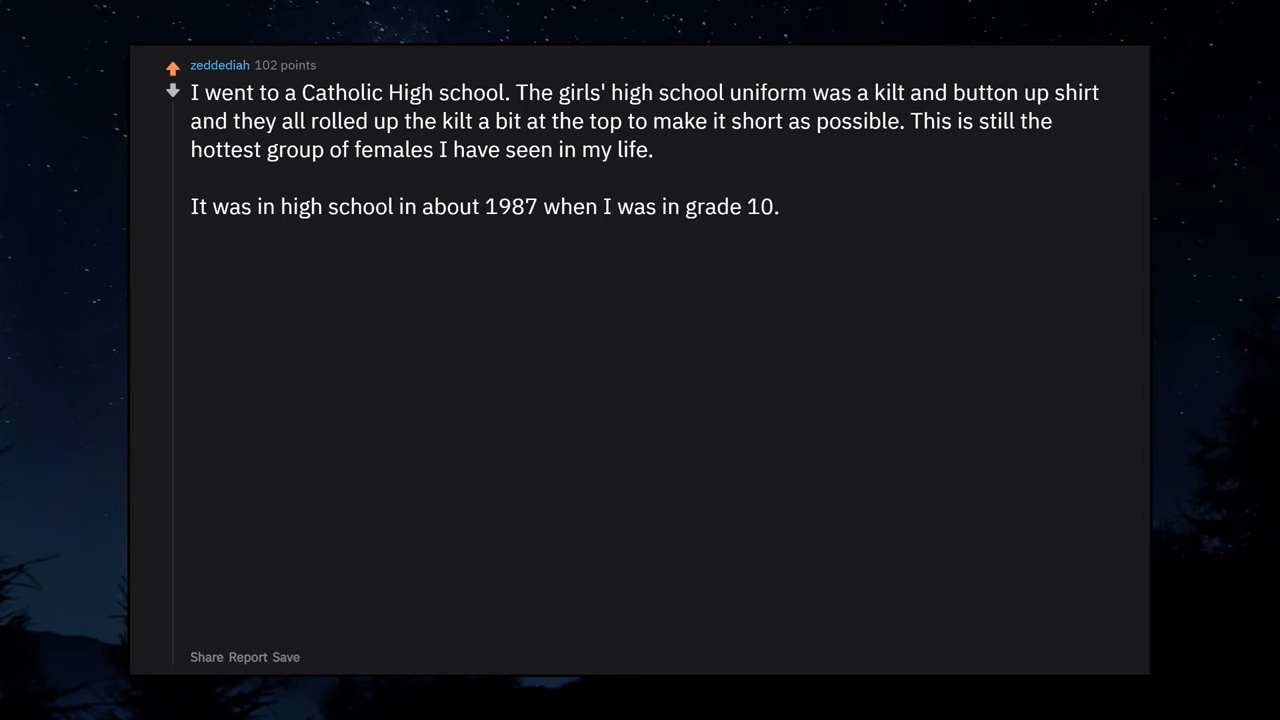 zeddediah 102 points
I went to a Catholic High school. The girls' high school uniform was a kilt and button up shirt
and they all rolled up the kilt a bit at the top to make it short as possible. This is still the
hottest group of females I have seen in my life.
It was in high school in about 1987 when I was in grade 10.
Share Report Save